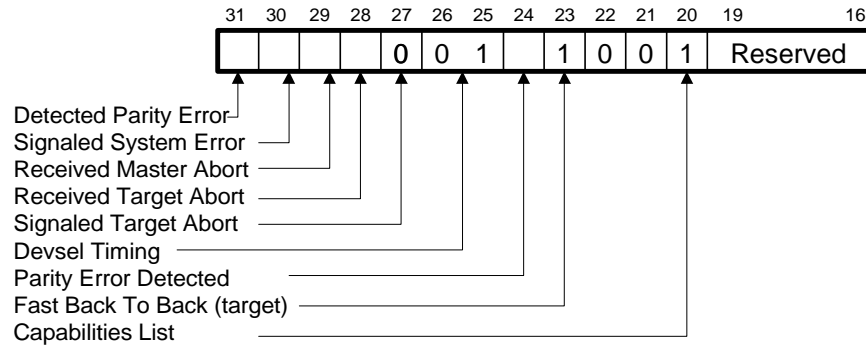 31 30 29 28 27 26 25 24 23 22 21 20 19 16
0 0 1 1 0 0 1 Reserved
Detected Parity Error
Signaled System Error
Received Master Abort
Received Target Abort
Signaled Target Abort
Devsel Timing
Parity Error Detected
Fast Back To Back (target)
Capabilities List